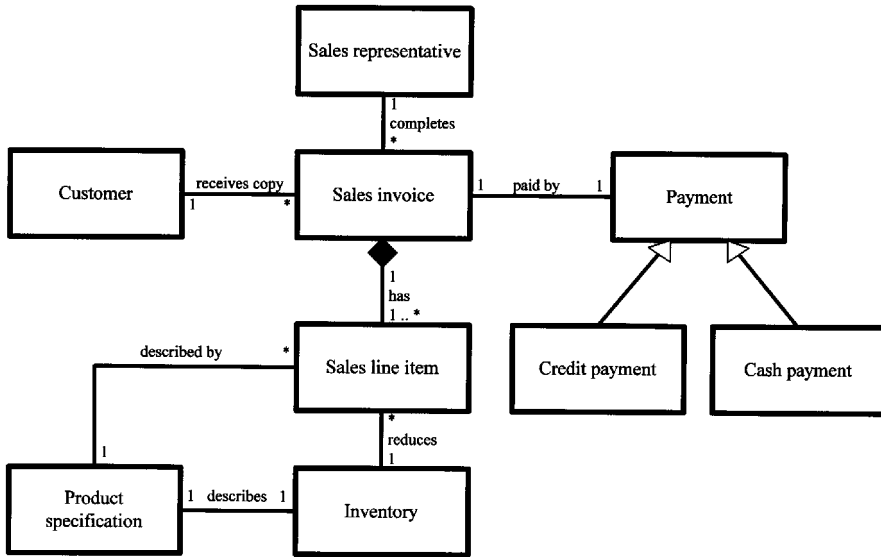 Sales representative
1
completes
*
Customer
receives copy
1
*
Sales invoice
1
paid by
1
Payment
1
has
1 .. *
described by
*
Sales line item
Credit payment
Cash payment
*
reduces
1
1
Product
specification
1
describes
1
Inventory